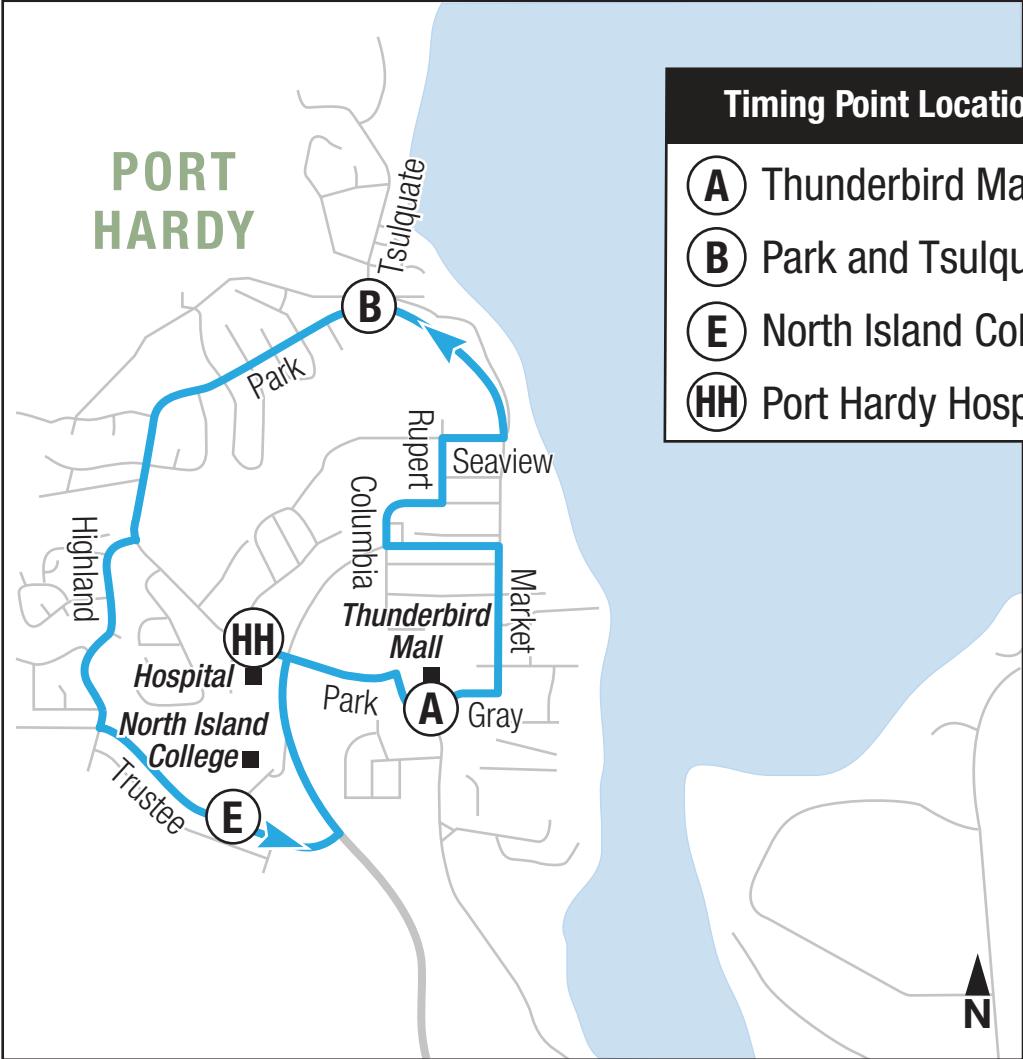 PORT
HARDY
Timing Point Locatio
A Thunderbird Ma
B Park and Tsulqu
E North Island Col
HH Port Hardy Hosp
Tsulquate
B
Park
Rupert
Seaview
Columbia
Highland
Market
Thunderbird
Mall
HH
Hospital
Park
A
Gray
North Island
College
Trustee
E
N